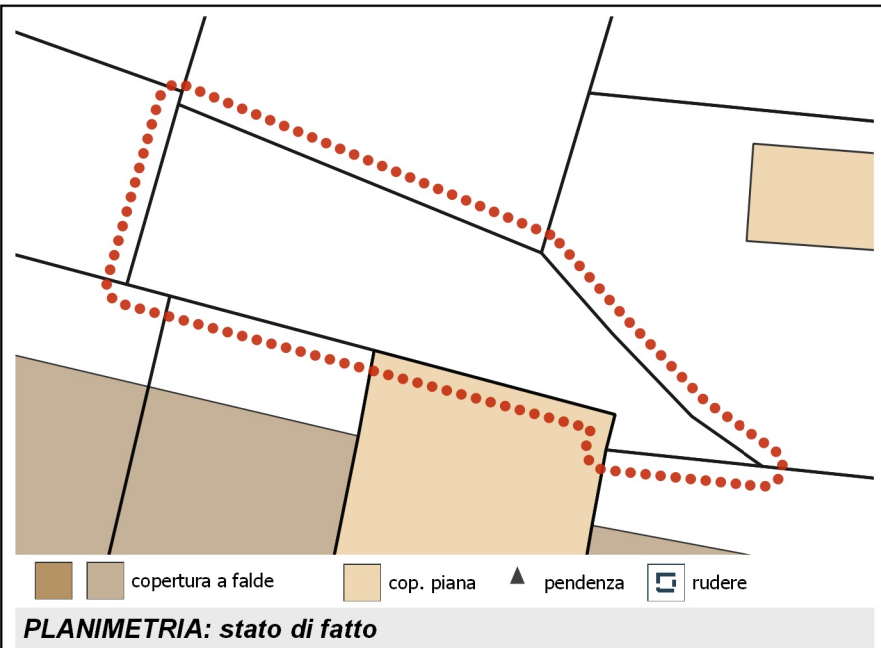 copertura a falde cop. piana pendenza rudere
PLANIMETRIA: stato di fatto